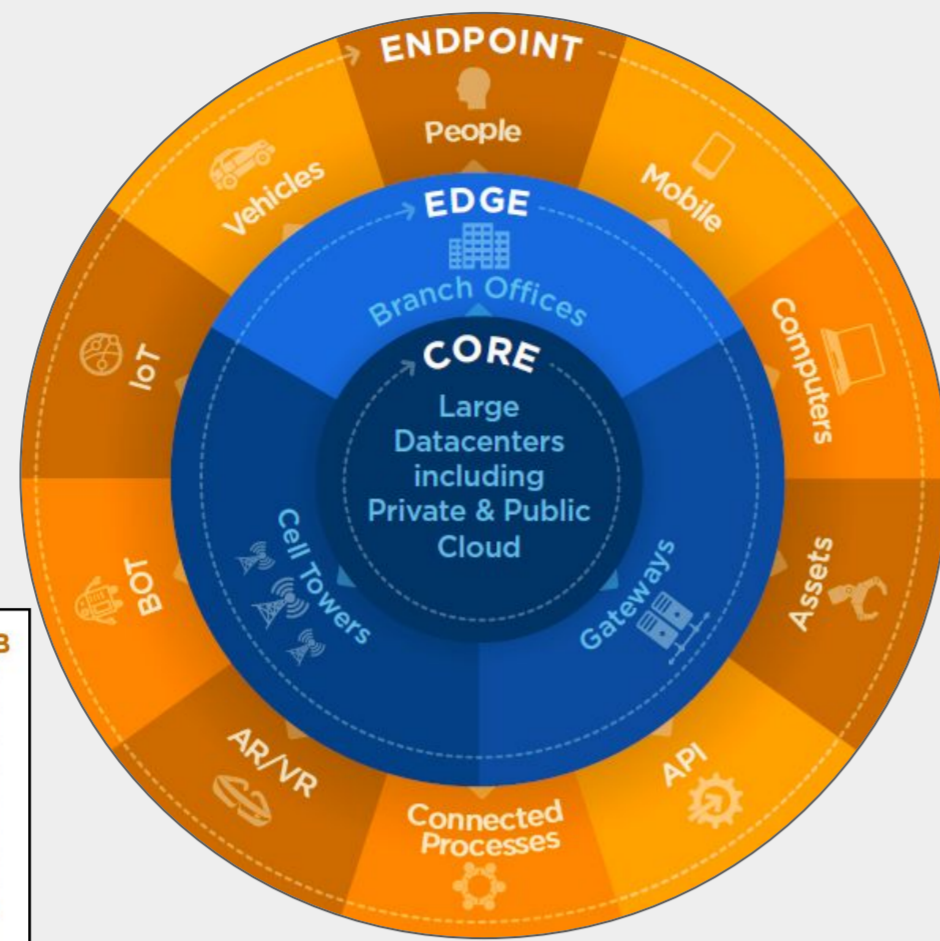 ENDPOINT
People
Mobile
Computers
Assets
API
Connected
Processes
AR/VR
BOT
IoT
Vehicles
EDGE
Branch Offices
Gateways
Cell Towers
CORE
Large
Datacenters
including
Private & Public
Cloud